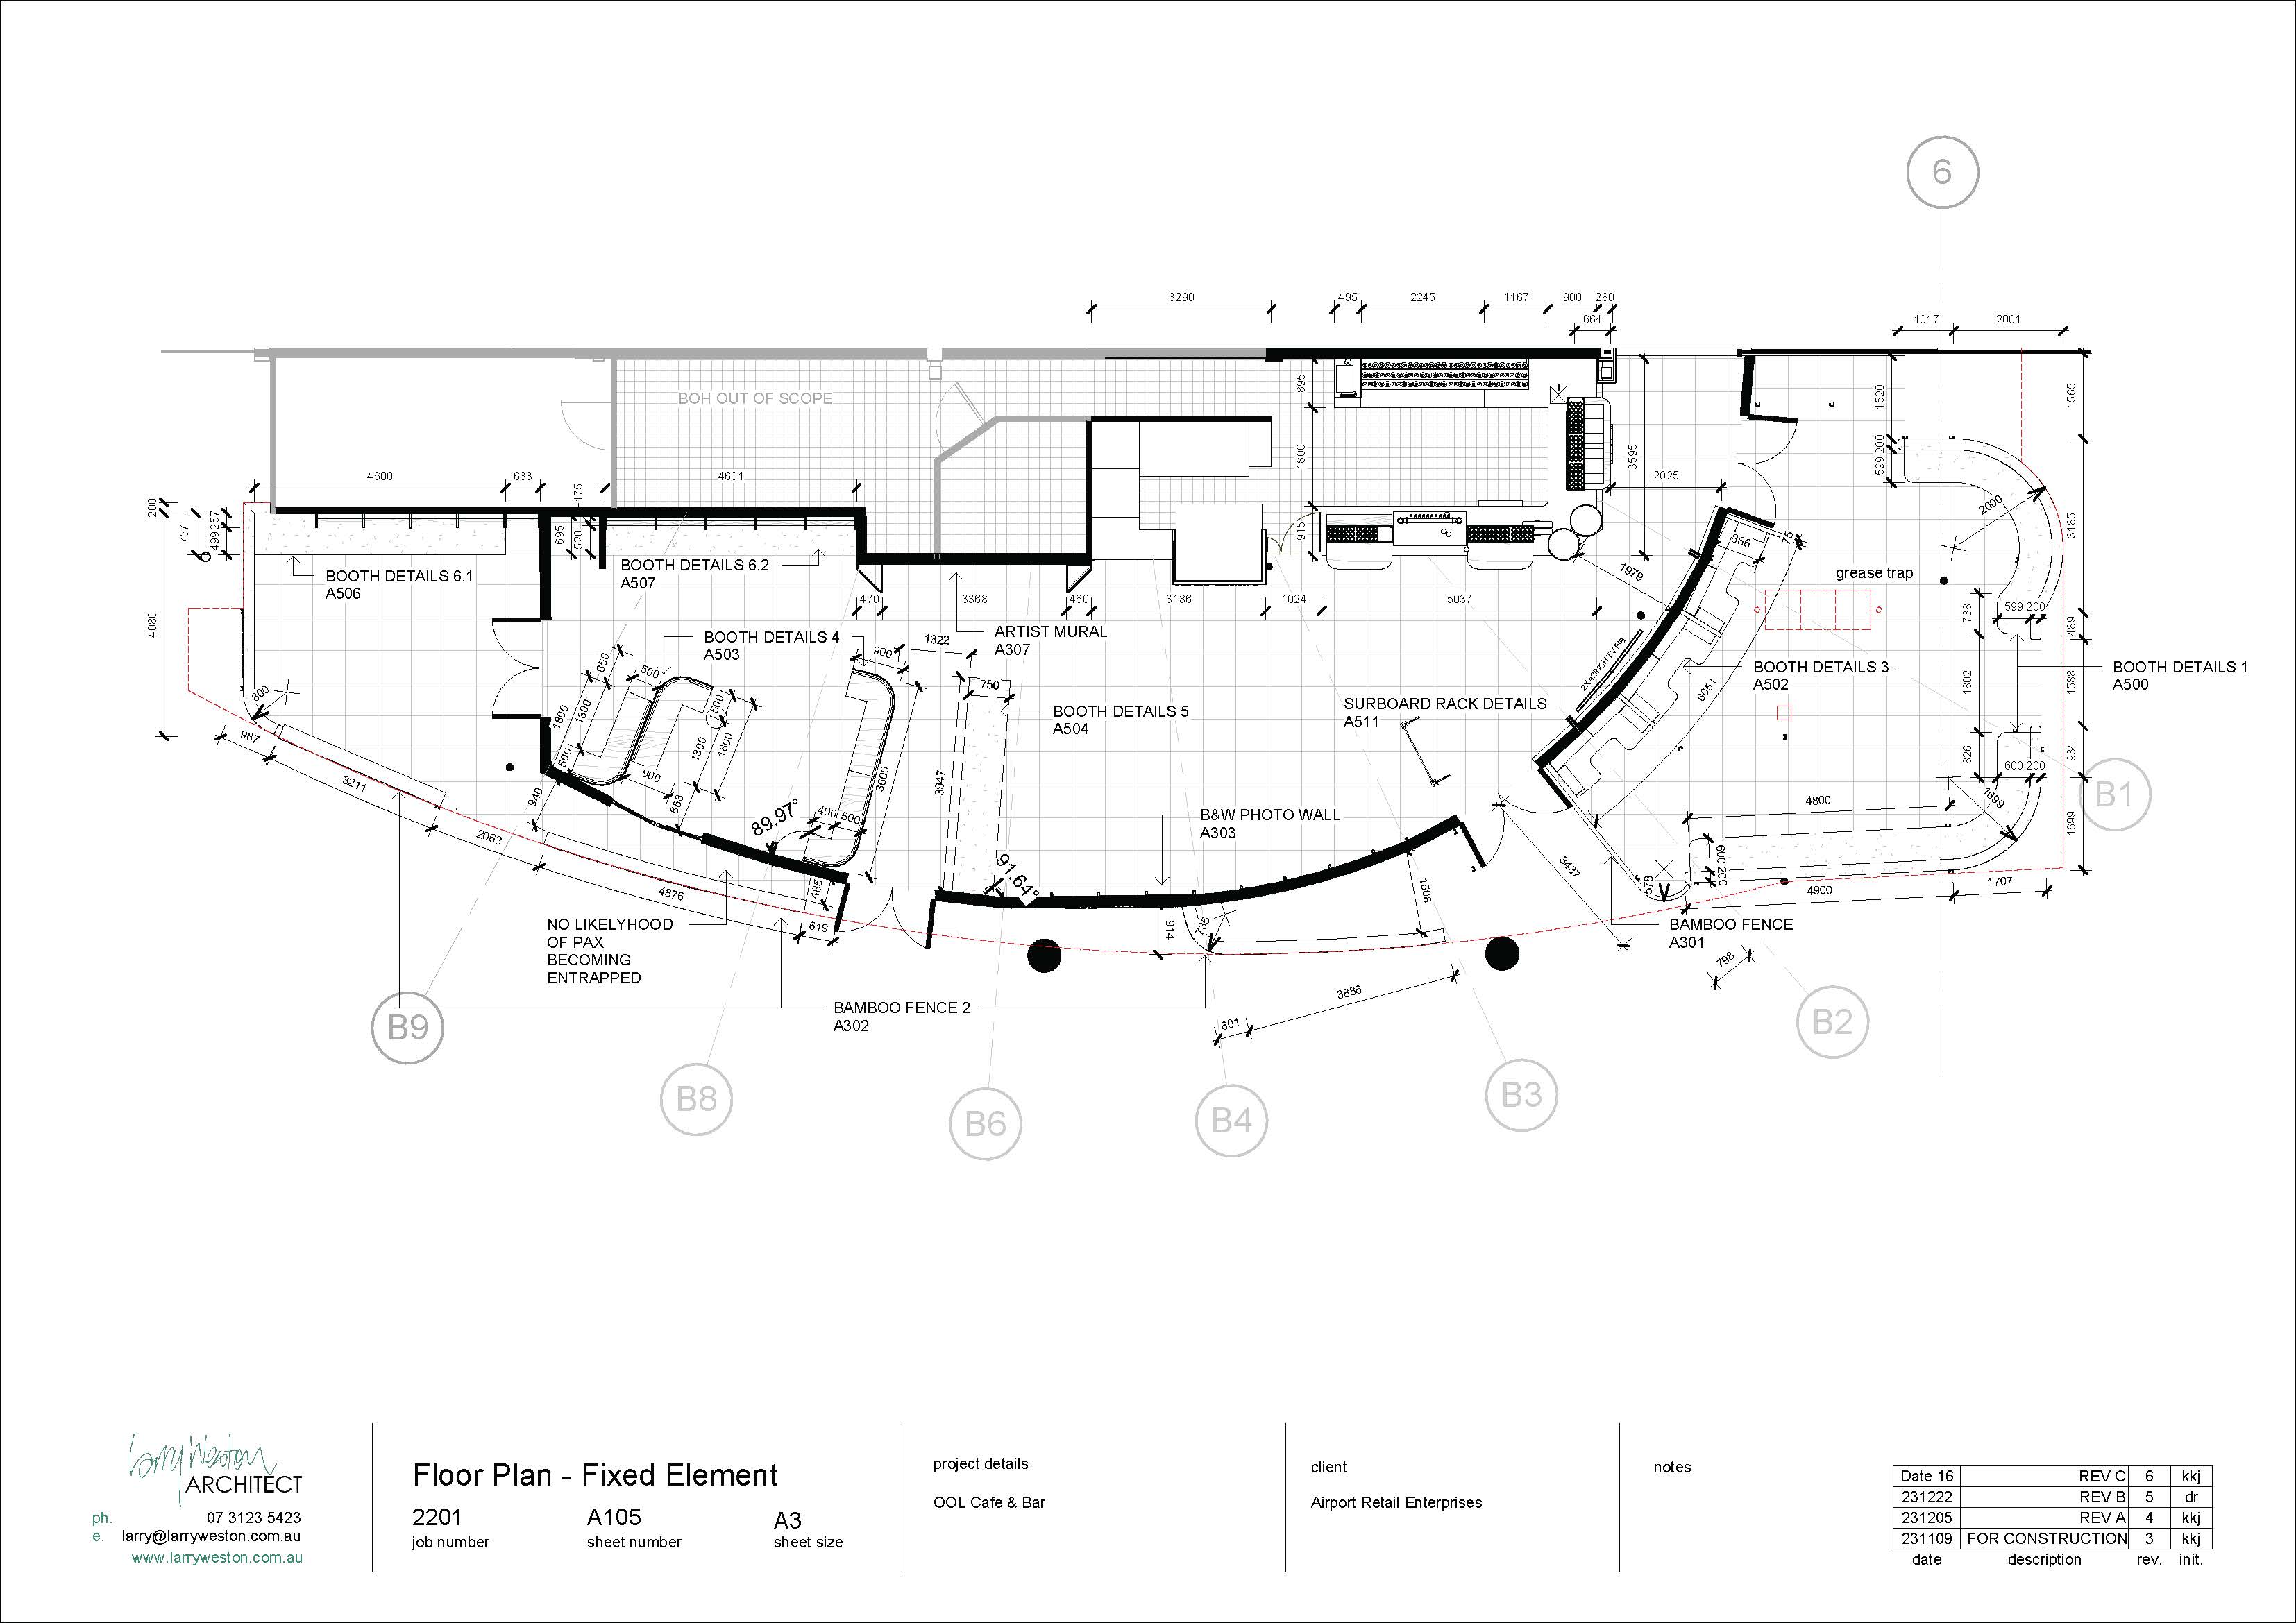 6
3290
495
2245
1167
900
280
664
1017
2001
BOH OUT OF SCOPE
895
1800
915
3595
2025
1520
599 200
1565
2000
3185
4600
633
175
4601
200
757
499
257
695
520
BOOTH DETAILS 6.1
A506
BOOTH DETAILS 6.2
A507
866
75
grease trap
1979
470
3368
460
3186
1024
5037
738
599 200
489
4080
BOOTH DETAILS 4
A503
ARTIST MURAL
A307
1322
900
650
500
2X 42INCH TV FIB
BOOTH DETAILS 3
A502
BOOTH DETAILS 1
A500
6051
1802
1588
800
750
1800
1300
500
1300
1800
BOOTH DETAILS 5
A504
SURBOARD RACK DETAILS
A511
987
3211
500
900
3600
3947
853
940
826
600 200
934
B1
1699
4800
1699
89.97°
400
500
B&W PHOTO WALL
A303
2063
91.64°
3437
600 200
1508
578
4876
485
4900
1707
NO LIKELYHOOD
OF PAX
BECOMING
ENTRAPPED
619
914
735
BAMBOO FENCE
A301
798
3886
BAMBOO FENCE 2
A302
601
B9
B8
B6
B4
B3
B2
Larry Weston
ARCHITECT
ph. 07 3123 5423
e. larry@larryweston.com.au
www.larryweston.com.au
Floor Plan - Fixed Element
2201
job number
A105
sheet number
A3
sheet size
project details
OOL Cafe & Bar
client
Airport Retail Enterprises
notes
Date 16 REV C 6 kkj
231222 REV B 5 dr
231205 REV A 4 kkj
231109 FOR CONSTRUCTION 3 kkj
date description rev. init.